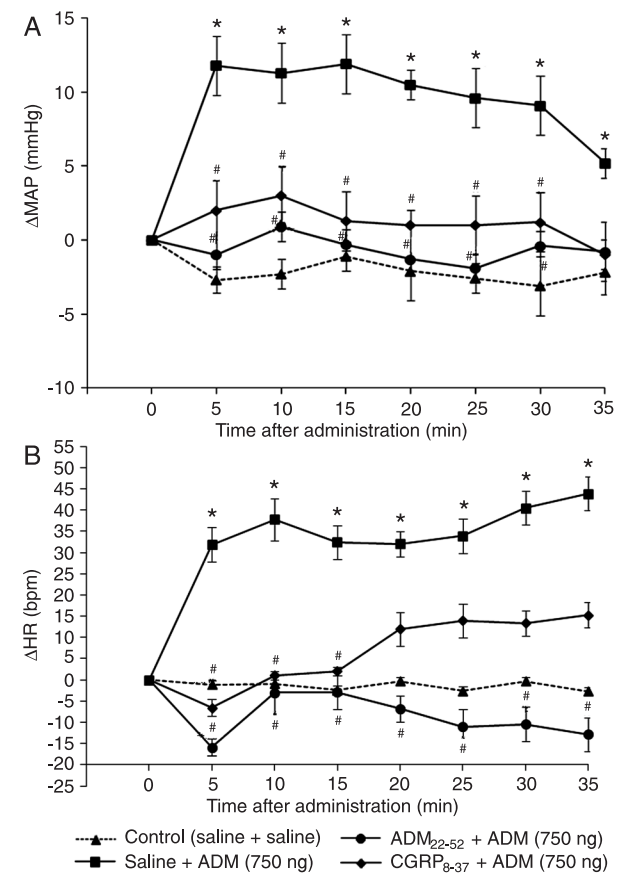 A
15
10
5
0
-5
-10
ΔMAP (mmHg)
* * * * * * *
# # # # # #
# # # # # #
0 5 10 15 20 25 30 35
Time after administration (min)
B
55
50
45
40
35
30
25
20
15
10
5
0
-5
-10
-15
-20
-25
ΔHR (bpm)
* * * * * * * *
# # #
# # # # # # #
0 5 10 15 20 25 30 35
Time after administration (min)
Control (saline + saline)
ADM22-52 + ADM (750 ng)
Saline + ADM (750 ng)
CGRP8-37 + ADM (750 ng)